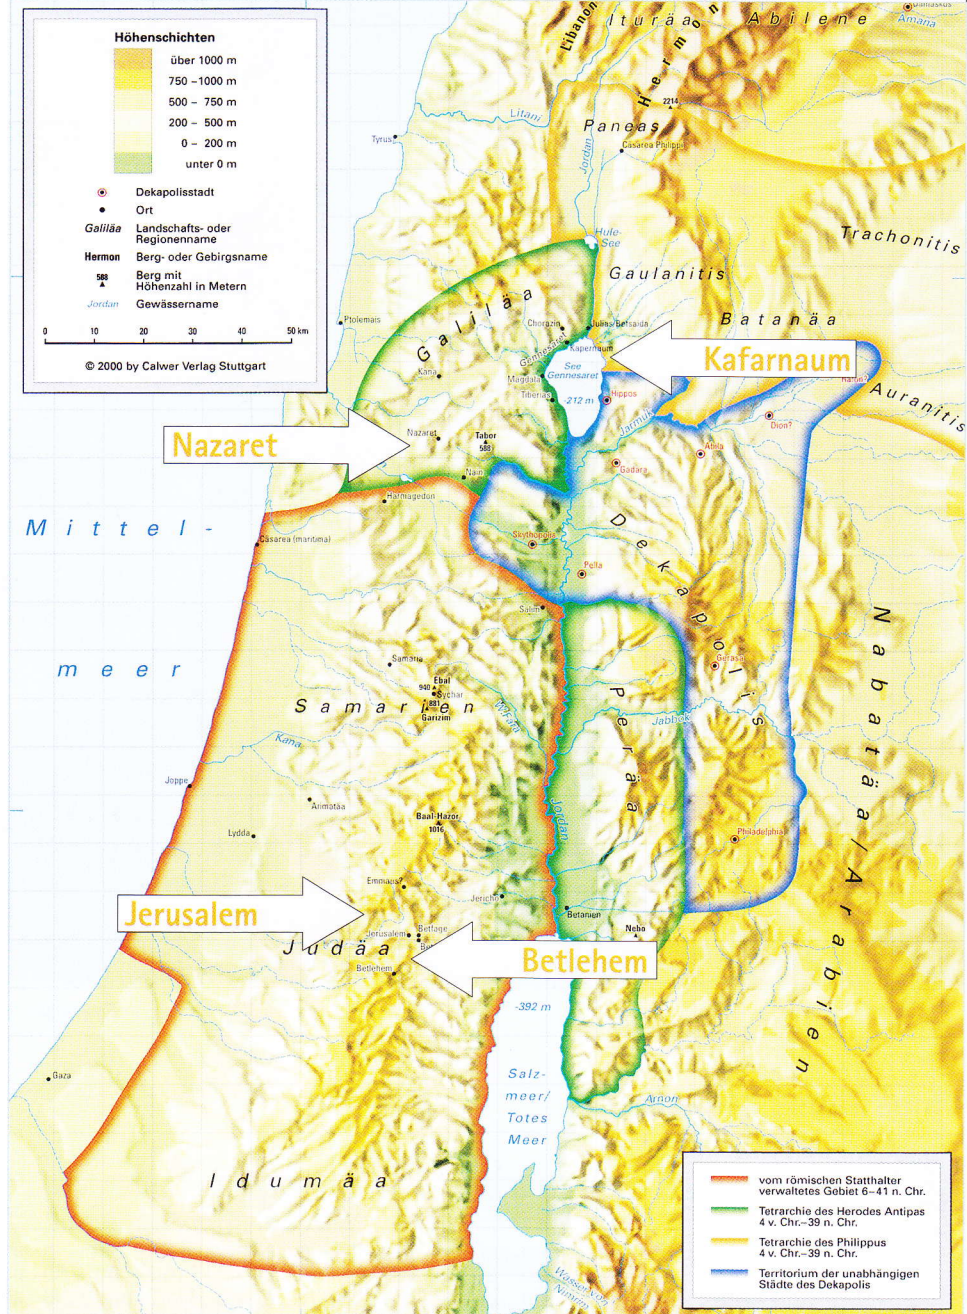 Höhenschichten
über 1000 m
750 –1000 m
500 – 750 m
200 – 500 m
0 – 200 m
unter 0 m
Dekapolisstadt
Ort
Galiläa Landschafts- oder
Regionenname
Hermon Berg- oder Gebirgsname
588 Berg mit
Höhenzahl in Metern
Jordan Gewässername
0 10 20 30 40 50 km
© 2000 by Calwer Verlag Stuttgart
Libanon
Ituräa
Abilene
Damaskus
Amana
Hermon
2214
Litani
Paneas
Tyrus
Jordan
Cäsarea Philippi
Hule-
See
Trachonitis
Gaulanitis
Galiläa
Batanäa
Ptolemais
Chorazin
Julias/Betsaida
Gennesaret
Kapernaum
Kafarnaum
Kana
Magdala
See
Gennesaret
Tiberias
-212 m
Hippos
Auranitis
Dion?
Jarmuk
Nazaret
Nazaret
Tabor
588
Abila
Nain
Gadara
Harmagedon
Mittel-
meer
Cäsarea (maritima)
Skythopolis
Dekapolis
Pella
Salim
Nabatäa/Arabien
Samaria
Ebal
940
Sychar
881
Garizim
Samarien
Gerasa
Peräa
W.Fara
Jabbok
Kana
Joppe
Arimatäa
Jordan
Baal-Hazor
1016
Lydda
Philadelphia
Emmaus?
Jericho
Jerusalem
Betanien
Jerusalem
Betfage
Nebo
Judäa
Betlehem
Betlehem
-392 m
Gaza
Salz-
meer/
Totes
Meer
Arnon
Idumäa
Wasser von
Nimrim
vom römischen Statthalter
verwaltetes Gebiet 6–41 n. Chr.
Tetrarchie des Herodes Antipas
4 v. Chr.–39 n. Chr.
Tetrarchie des Philippus
4 v. Chr.–39 n. Chr.
Territorium der unabhängigen
Städte des Dekapolis